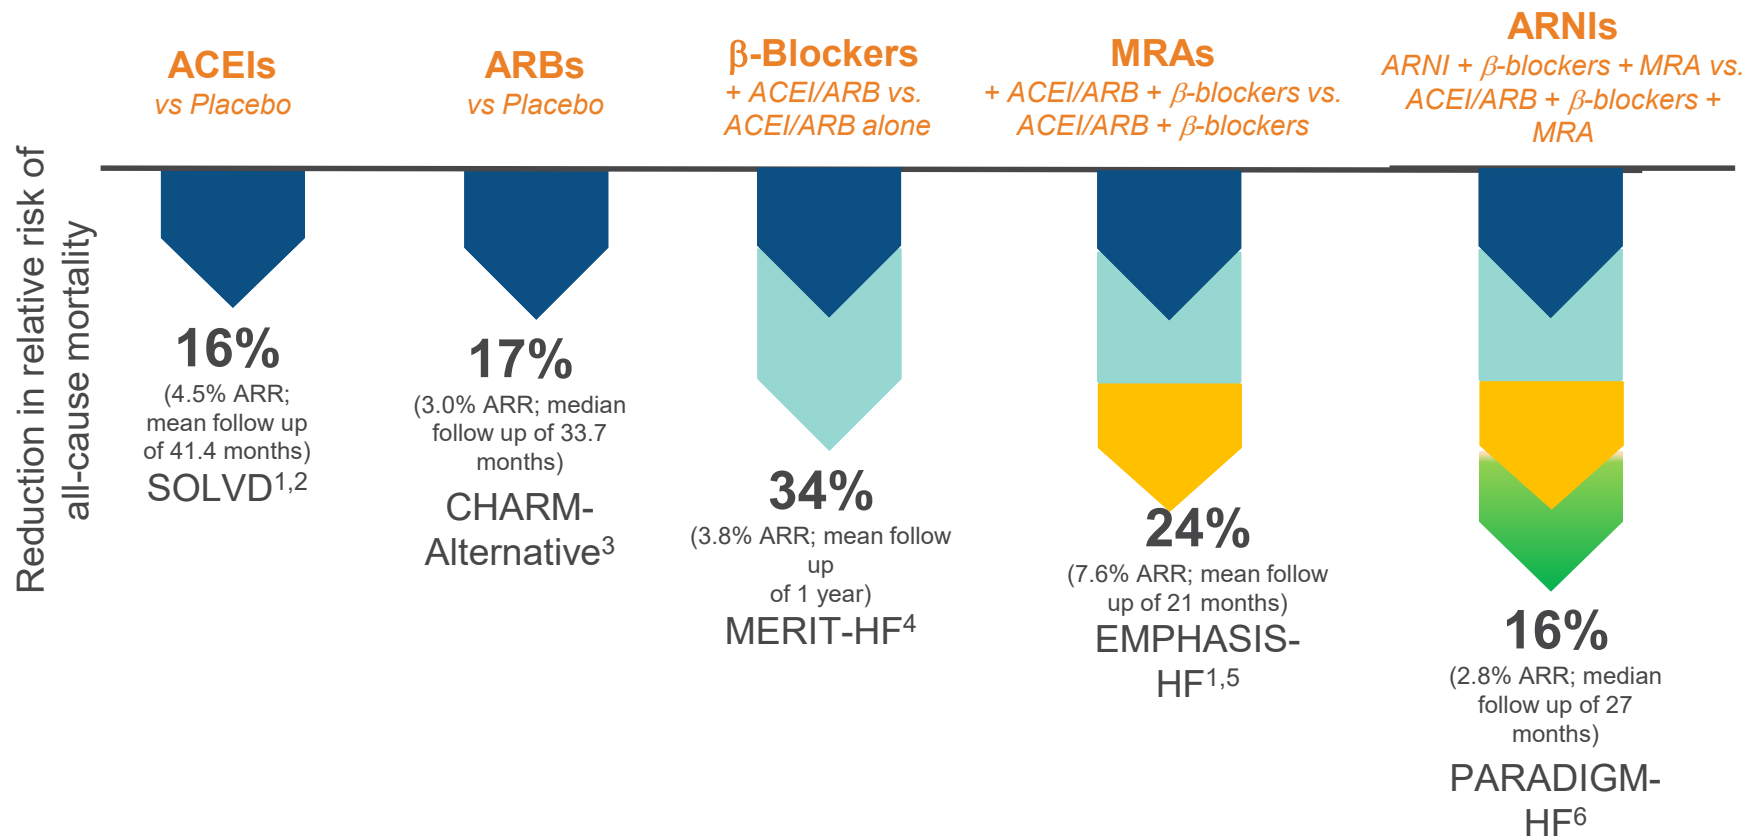 Reduction in relative risk of
all-cause mortality
ACEIs
vs Placebo
16%
(4.5% ARR;
mean follow up
of 41.4 months)
SOLVD1,2
ARBs
vs Placebo
17%
(3.0% ARR; median
follow up of 33.7
months)
CHARM-
Alternative3
β-Blockers
+ ACEI/ARB vs.
ACEI/ARB alone
34%
(3.8% ARR; mean follow
up
of 1 year)
MERIT-HF4
MRAs
+ ACEI/ARB + β-blockers vs.
ACEI/ARB + β-blockers
24%
(7.6% ARR; mean follow
up of 21 months)
EMPHASIS-
HF1,5
ARNIs
ARNI + β-blockers + MRA vs.
ACEI/ARB + β-blockers +
MRA
16%
(2.8% ARR; median
follow up of 27
months)
PARADIGM-
HF6